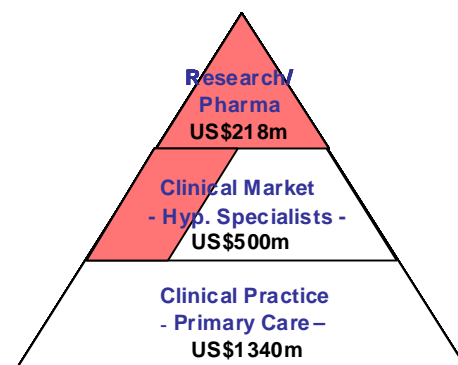 Research/
Pharma
US$218m
Clinical Market
- Hyp. Specialists -
US$500m
Clinical Practice
- Primary Care –
US$1340m